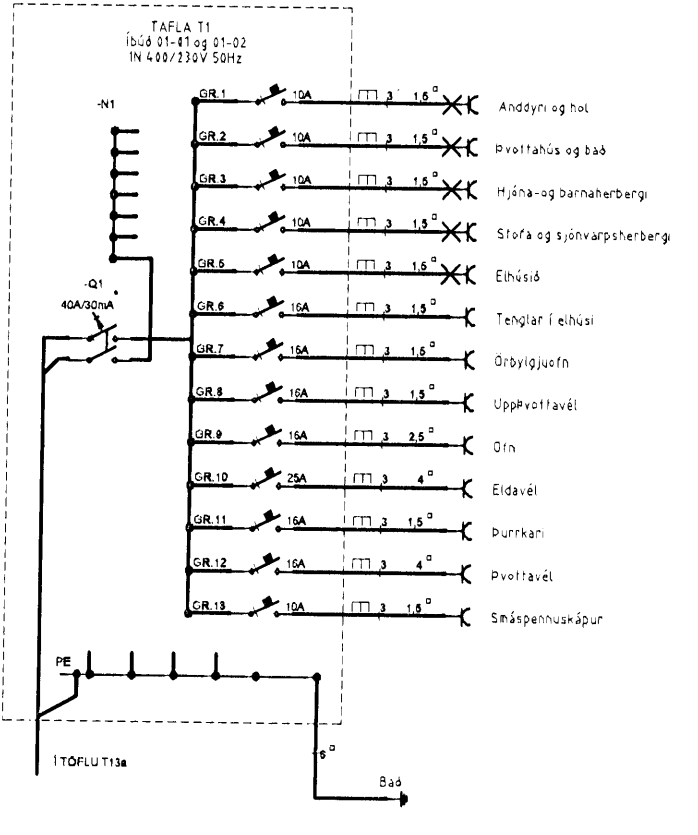 TAFLA T1
Íbúð 01-01 og 01-02
1N 400/230V 50Hz
-N1
-Q1
40A/30mA
GR.1 10A 3 1,5 Anddyri og hol
GR.2 10A 3 1,5 Þvottahús og bað
GR.3 10A 3 1,5 Hjóna-og barnaherbergi
GR.4 10A 3 1,5 Stofa og sjónvarpsherbergi
GR.5 10A 3 1,5 Elhúsið
GR.6 16A 3 1,5 Tenglar í elhúsi
GR.7 16A 3 1,5 Örbylgjuofn
GR.8 16A 3 1,5 Uppþvottavél
GR.9 16A 3 2,5 Ofn
GR.10 25A 3 4 Eldavél
GR.11 16A 3 1,5 Þurrkari
GR.12 16A 3 4 Þvottavél
GR.13 10A 3 1,5 Smáspennuskápur
PE
6
Í TÖFLU T13a
Bað